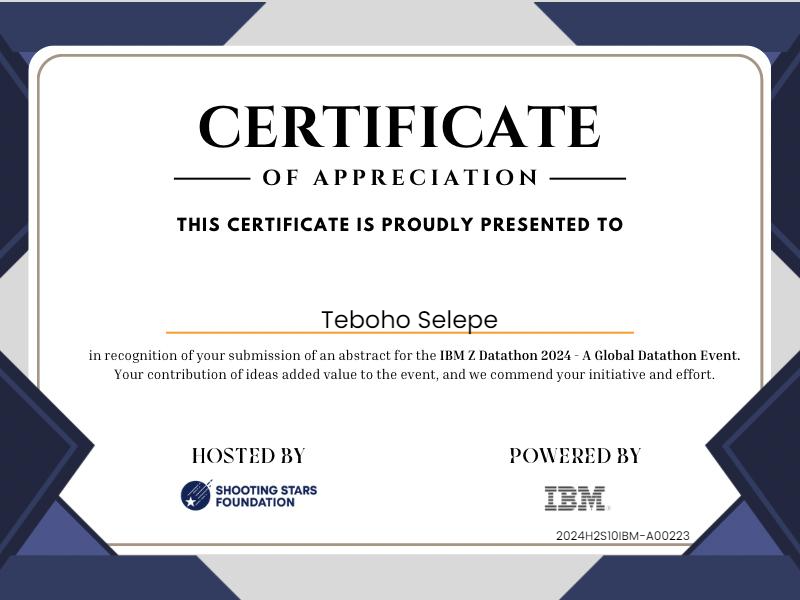 CERTIFICATE
OF APPRECIATION
THIS CERTIFICATE IS PROUDLY PRESENTED TO
Teboho Selepe
in recognition of your submission of an abstract for the IBM Z Datathon 2024 - A Global Datathon Event.
Your contribution of ideas added value to the event, and we commend your initiative and effort.
HOSTED BY
SHOOTING STARS
FOUNDATION
POWERED BY
IBM®
2024H2S10IBM-A00223